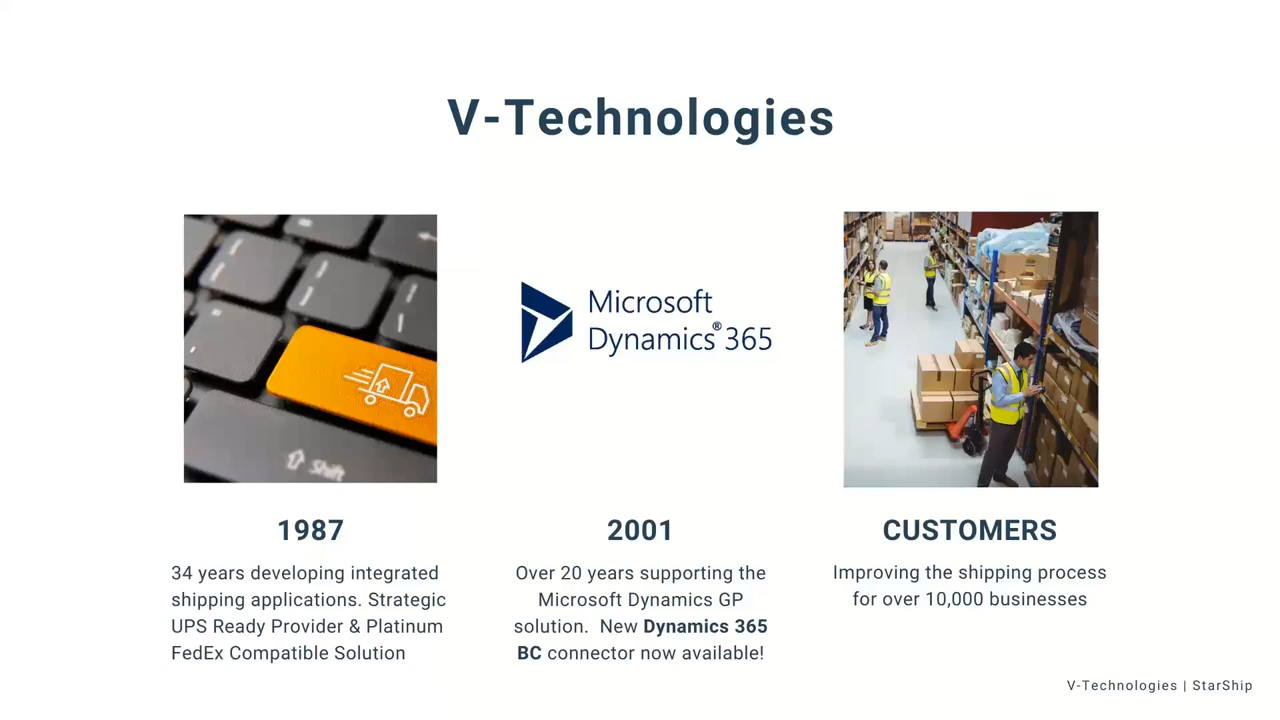 V-Technologies
Shift
Microsoft
Dynamics® 365
1987
34 years developing integrated
shipping applications. Strategic
UPS Ready Provider & Platinum
FedEx Compatible Solution
2001
Over 20 years supporting the
Microsoft Dynamics GP
solution.  New Dynamics 365
BC connector now available!
CUSTOMERS
Improving the shipping process
for over 10,000 businesses
V-Technologies | StarShip